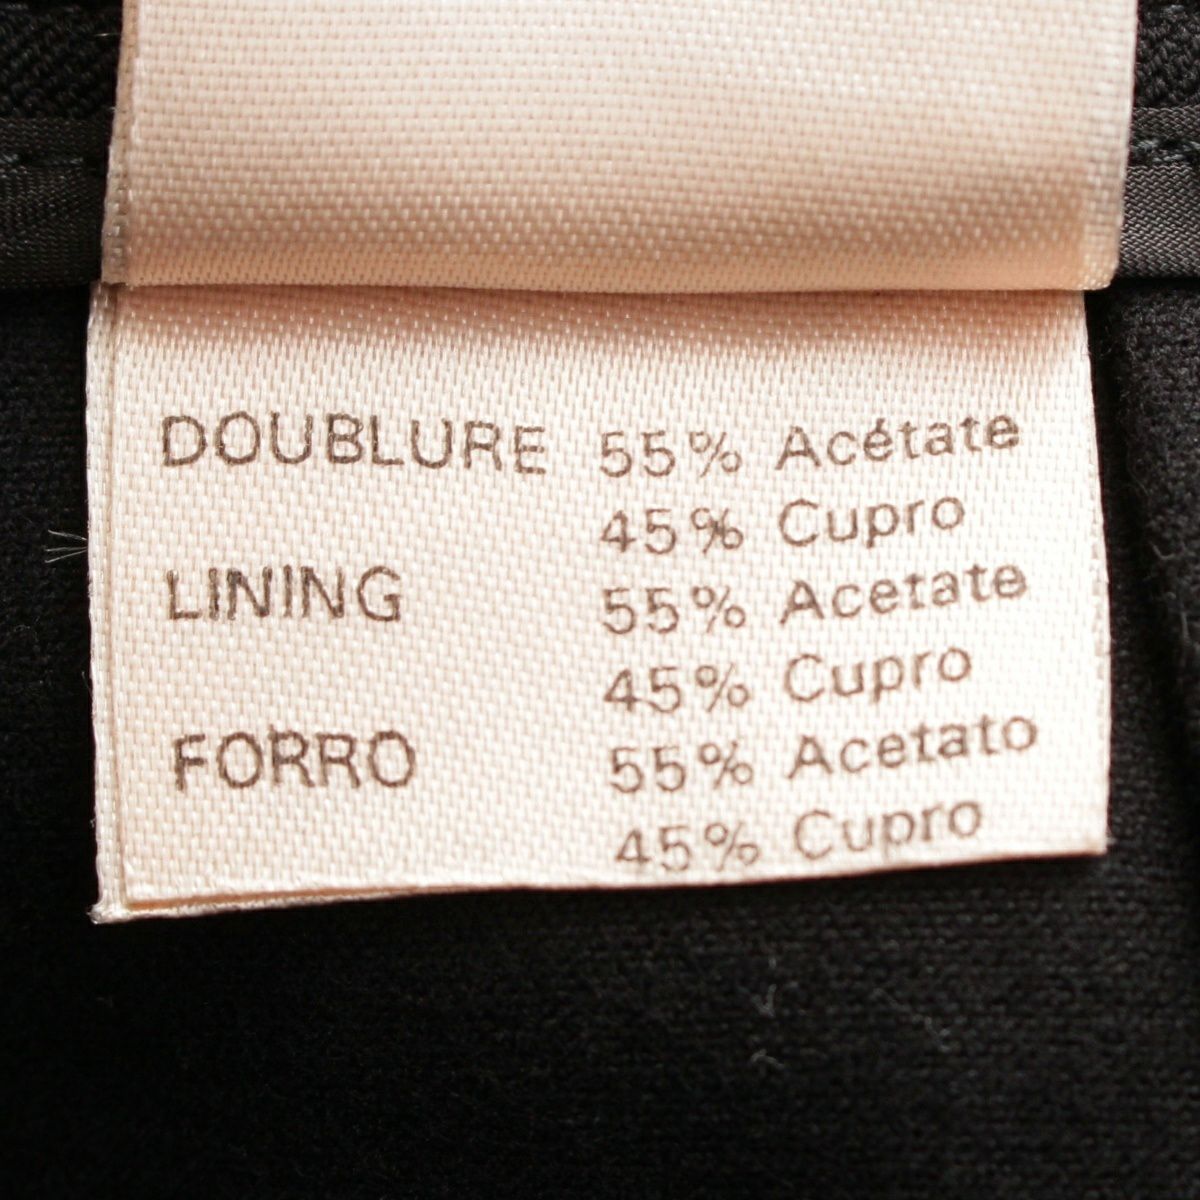 DOUBLURE 55% Acétate
45% Cupro
LINING 55% Acetate
45% Cupro
FORRO 55% Acetato
45% Cupro